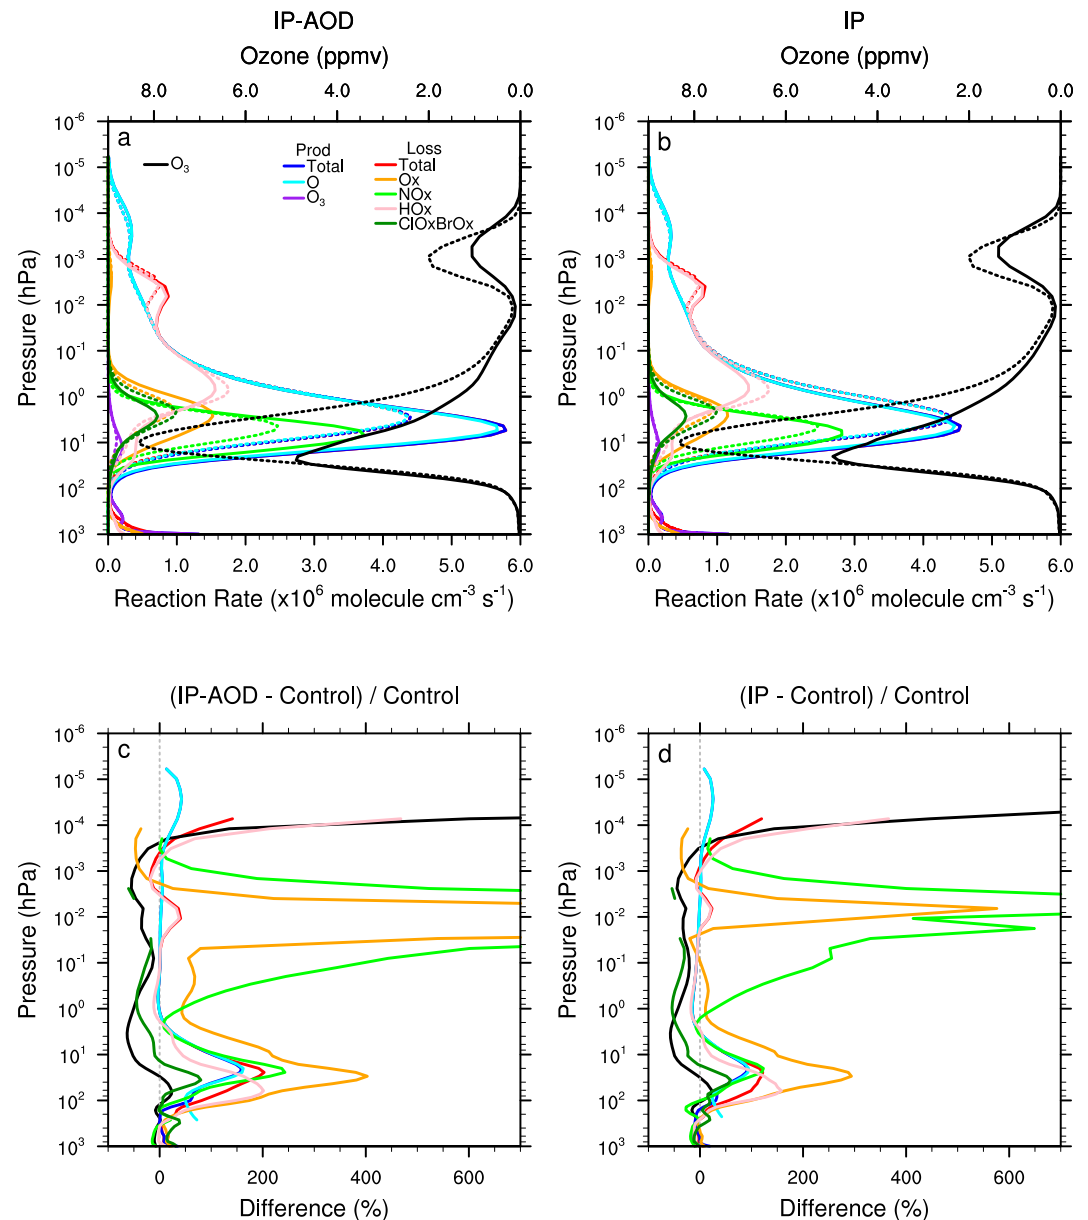 IP-AOD
Ozone (ppmv)
8.0 6.0 4.0 2.0 0.0
IP
Ozone (ppmv)
8.0 6.0 4.0 2.0 0.0
a
O₃
Prod
Total
O
O₃
Loss
Total
Ox
NOx
HOx
ClOxBrOx
Pressure (hPa)
10⁻⁶
10⁻⁵
10⁻⁴
10⁻³
10⁻²
10⁻¹
10⁰
10¹
10²
10³
0.0 1.0 2.0 3.0 4.0 5.0 6.0
Reaction Rate (x10⁶ molecule cm⁻³ s⁻¹)
b
Pressure (hPa)
10⁻⁶
10⁻⁵
10⁻⁴
10⁻³
10⁻²
10⁻¹
10⁰
10¹
10²
10³
0.0 1.0 2.0 3.0 4.0 5.0 6.0
Reaction Rate (x10⁶ molecule cm⁻³ s⁻¹)
(IP-AOD - Control) / Control
c
Pressure (hPa)
10⁻⁶
10⁻⁵
10⁻⁴
10⁻³
10⁻²
10⁻¹
10⁰
10¹
10²
10³
0 200 400 600
Difference (%)
(IP - Control) / Control
d
Pressure (hPa)
10⁻⁶
10⁻⁵
10⁻⁴
10⁻³
10⁻²
10⁻¹
10⁰
10¹
10²
10³
0 200 400 600
Difference (%)